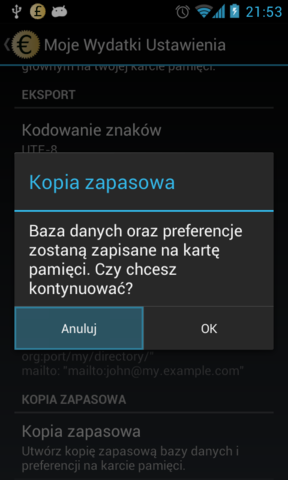 21:53
Moje Wydatki Ustawienia
głównym na twojej karcie pamięci.
EKSPORT
Kodowanie znaków
UTF-8
Kopia zapasowa
Baza danych oraz preferencje
zostaną zapisane na kartę
pamięci. Czy chcesz
kontynuować?
Anuluj
OK
org.port/my/directory/"
mailto: "mailto:john@my.example.com"
KOPIA ZAPASOWA
Kopia zapasowa
Utwórz kopię zapasową bazy danych i
preferencji na karcie pamięci.